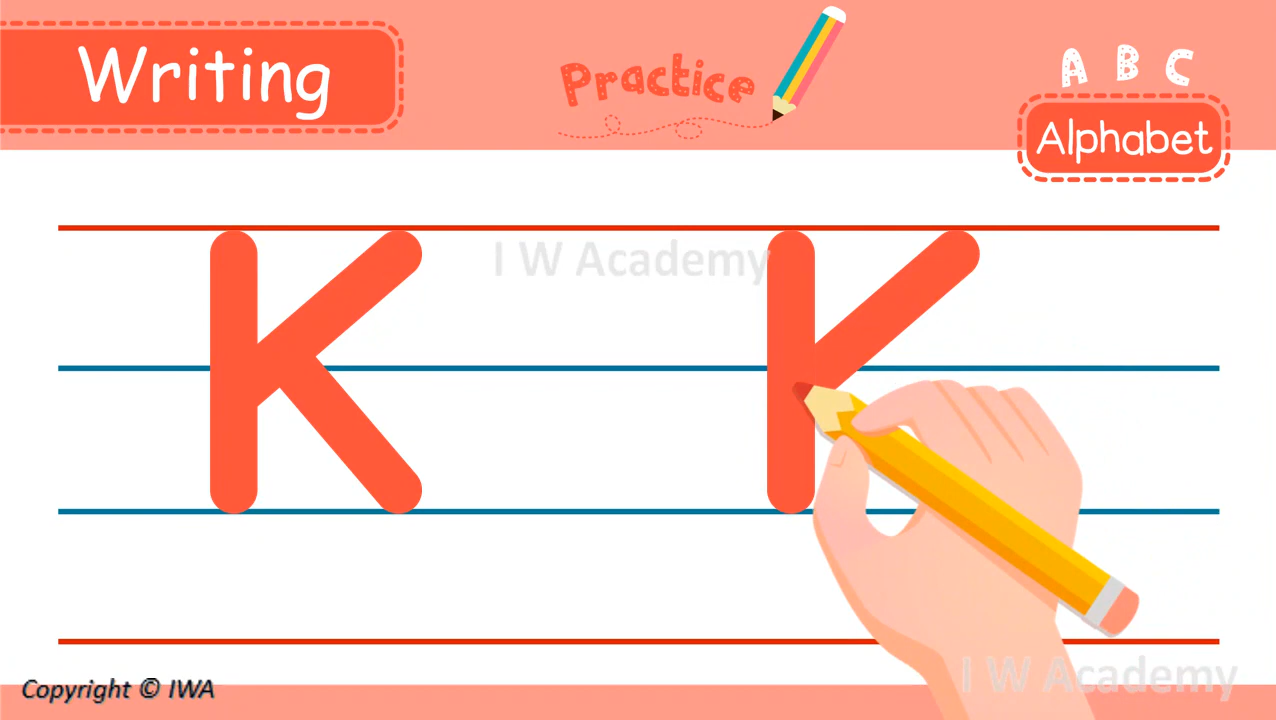 Writing
Practice
A B C
Alphabet
I W Academy
K K
I W Academy
Copyright © IWA